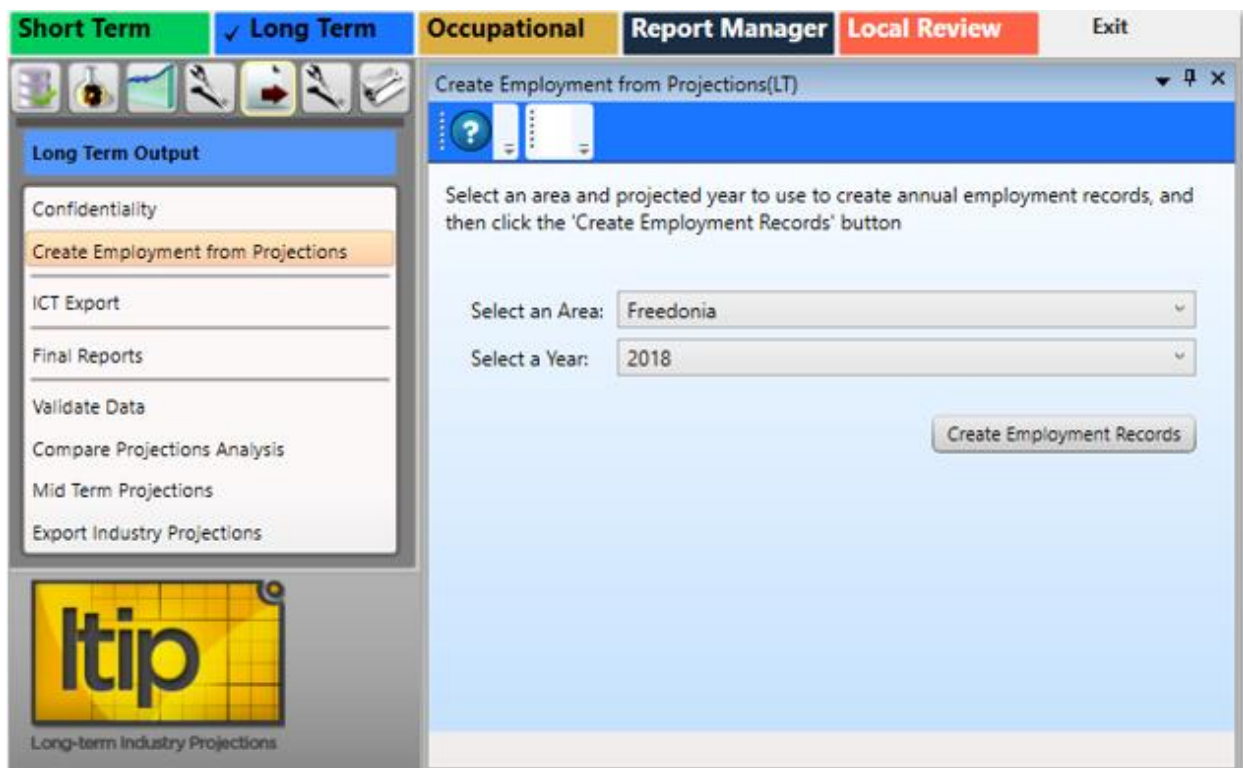 Short Term
✓ Long Term
Occupational
Report Manager
Local Review
Exit
Long Term Output
Confidentiality
Create Employment from Projections
ICT Export
Final Reports
Validate Data
Compare Projections Analysis
Mid Term Projections
Export Industry Projections
ltip
Long-term Industry Projections
Create Employment from Projections(LT)
?
Select an area and projected year to use to create annual employment records, and
then click the 'Create Employment Records' button
Select an Area: Freedonia
Select a Year: 2018
Create Employment Records